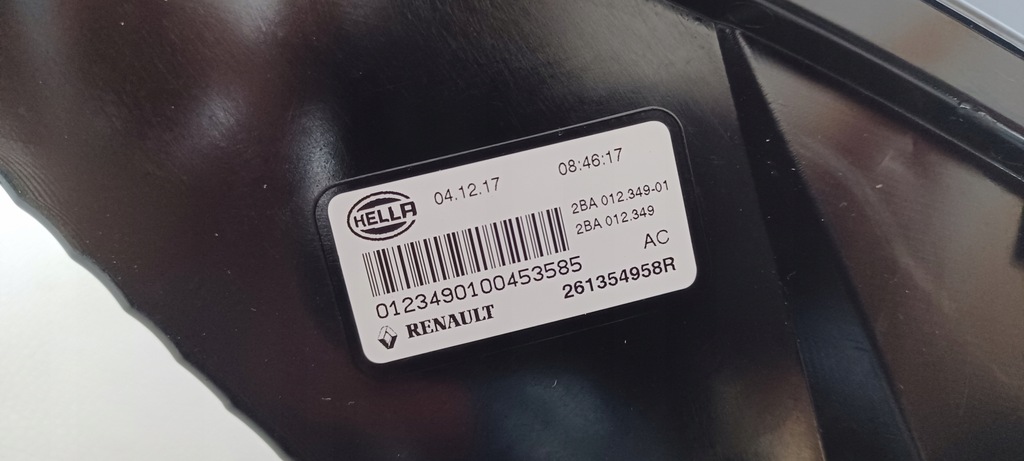 HELLA 04.12.17 08:46:17
2BA 012.349-01
2BA 012.349
AC
0123490100453585
261354958R
RENAULT